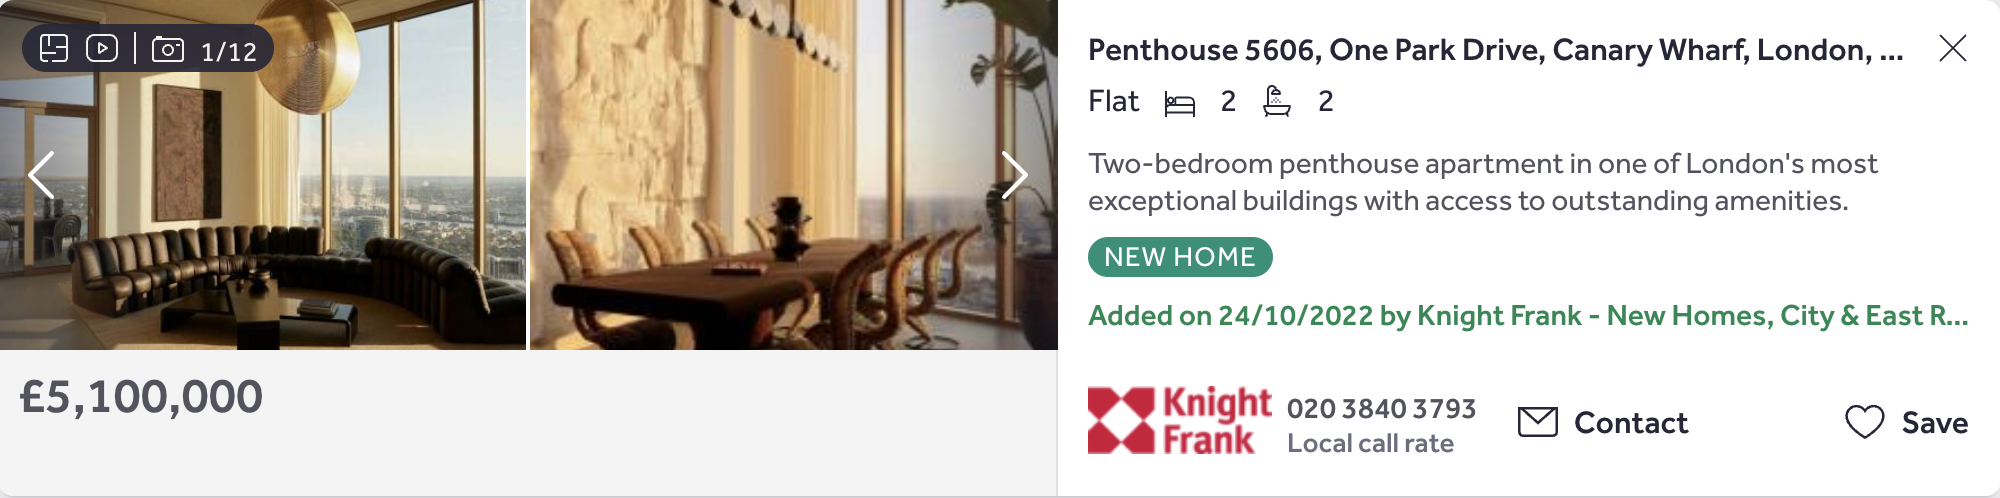 1/12
£5,100,000
Penthouse 5606, One Park Drive, Canary Wharf, London, ...
Flat 2 2
Two-bedroom penthouse apartment in one of London's most
exceptional buildings with access to outstanding amenities.
NEW HOME
Added on 24/10/2022 by Knight Frank - New Homes, City & East R...
Knight
Frank
020 3840 3793
Local call rate
Contact
Save